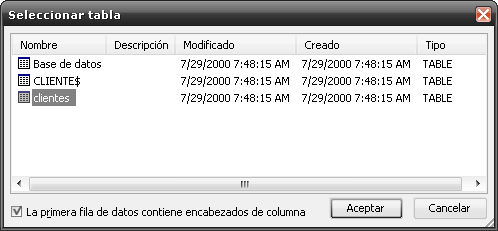 Seleccionar tabla
Nombre Descripción Modificado Creado Tipo
Base de datos 7/29/2000 7:48:15 AM 7/29/2000 7:48:15 AM TABLE
CLIENTE$ 7/29/2000 7:48:15 AM 7/29/2000 7:48:15 AM TABLE
clientes 7/29/2000 7:48:15 AM 7/29/2000 7:48:15 AM TABLE
La primera fila de datos contiene encabezados de columna Aceptar Cancelar